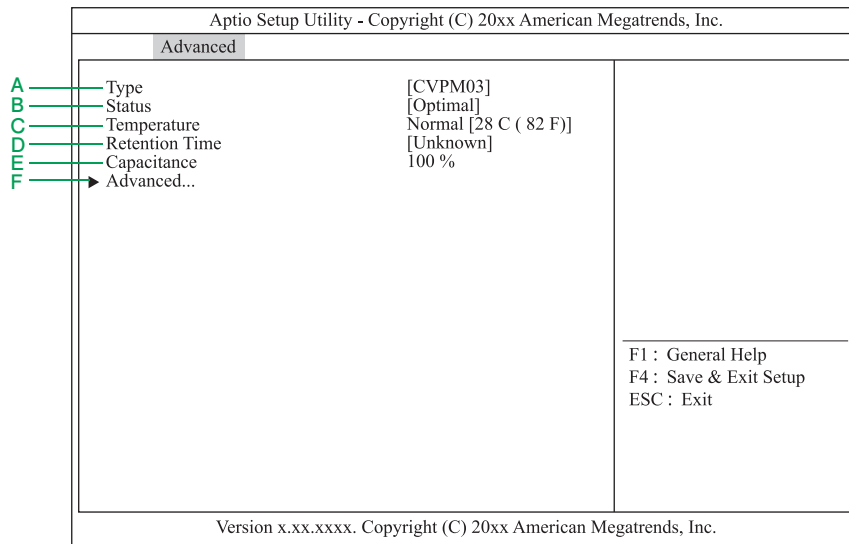 Aptio Setup Utility - Copyright (C) 20xx American Megatrends, Inc.
Advanced
A Type [CVPM03]
B Status [Optimal]
C Temperature Normal [28 C ( 82 F)]
D Retention Time [Unknown]
E Capacitance 100 %
F ▶ Advanced...
F1 : General Help
F4 : Save & Exit Setup
ESC : Exit
Version x.xx.xxxx. Copyright (C) 20xx American Megatrends, Inc.